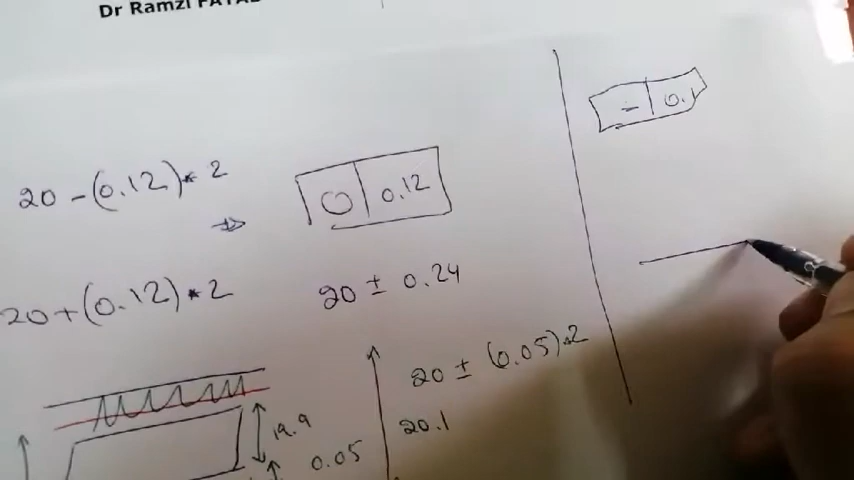 Dr Ramzi
= 0.1
20 - (0.12) * 2
⇒
○ 0.12
20 + (0.12) * 2
20 ± 0.24
20 ± (0.05) * 2
20.1
19.9
0.05